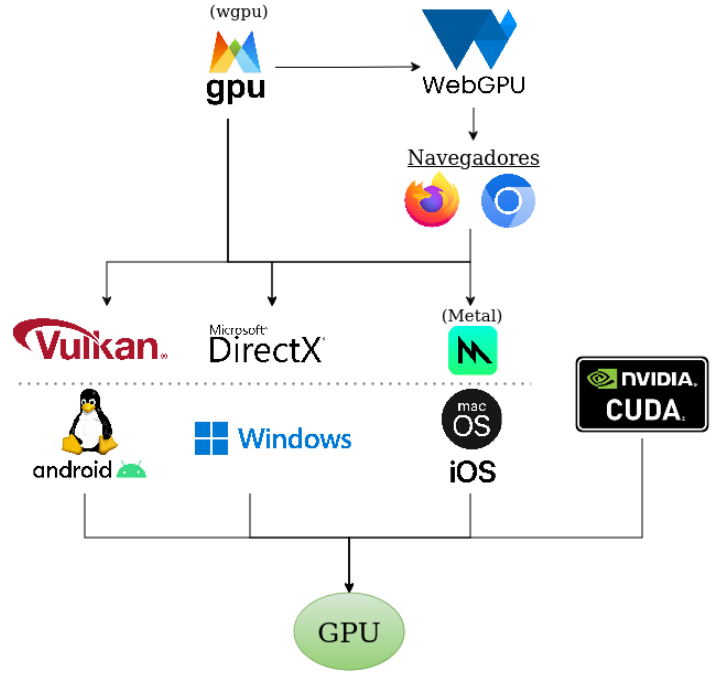 (wgpu)
gpu
WebGPU
Navegadores
Vulkan®
Microsoft®
DirectX®
(Metal)
NVIDIA®
CUDA®
mac
OS
Windows
android
iOS
GPU